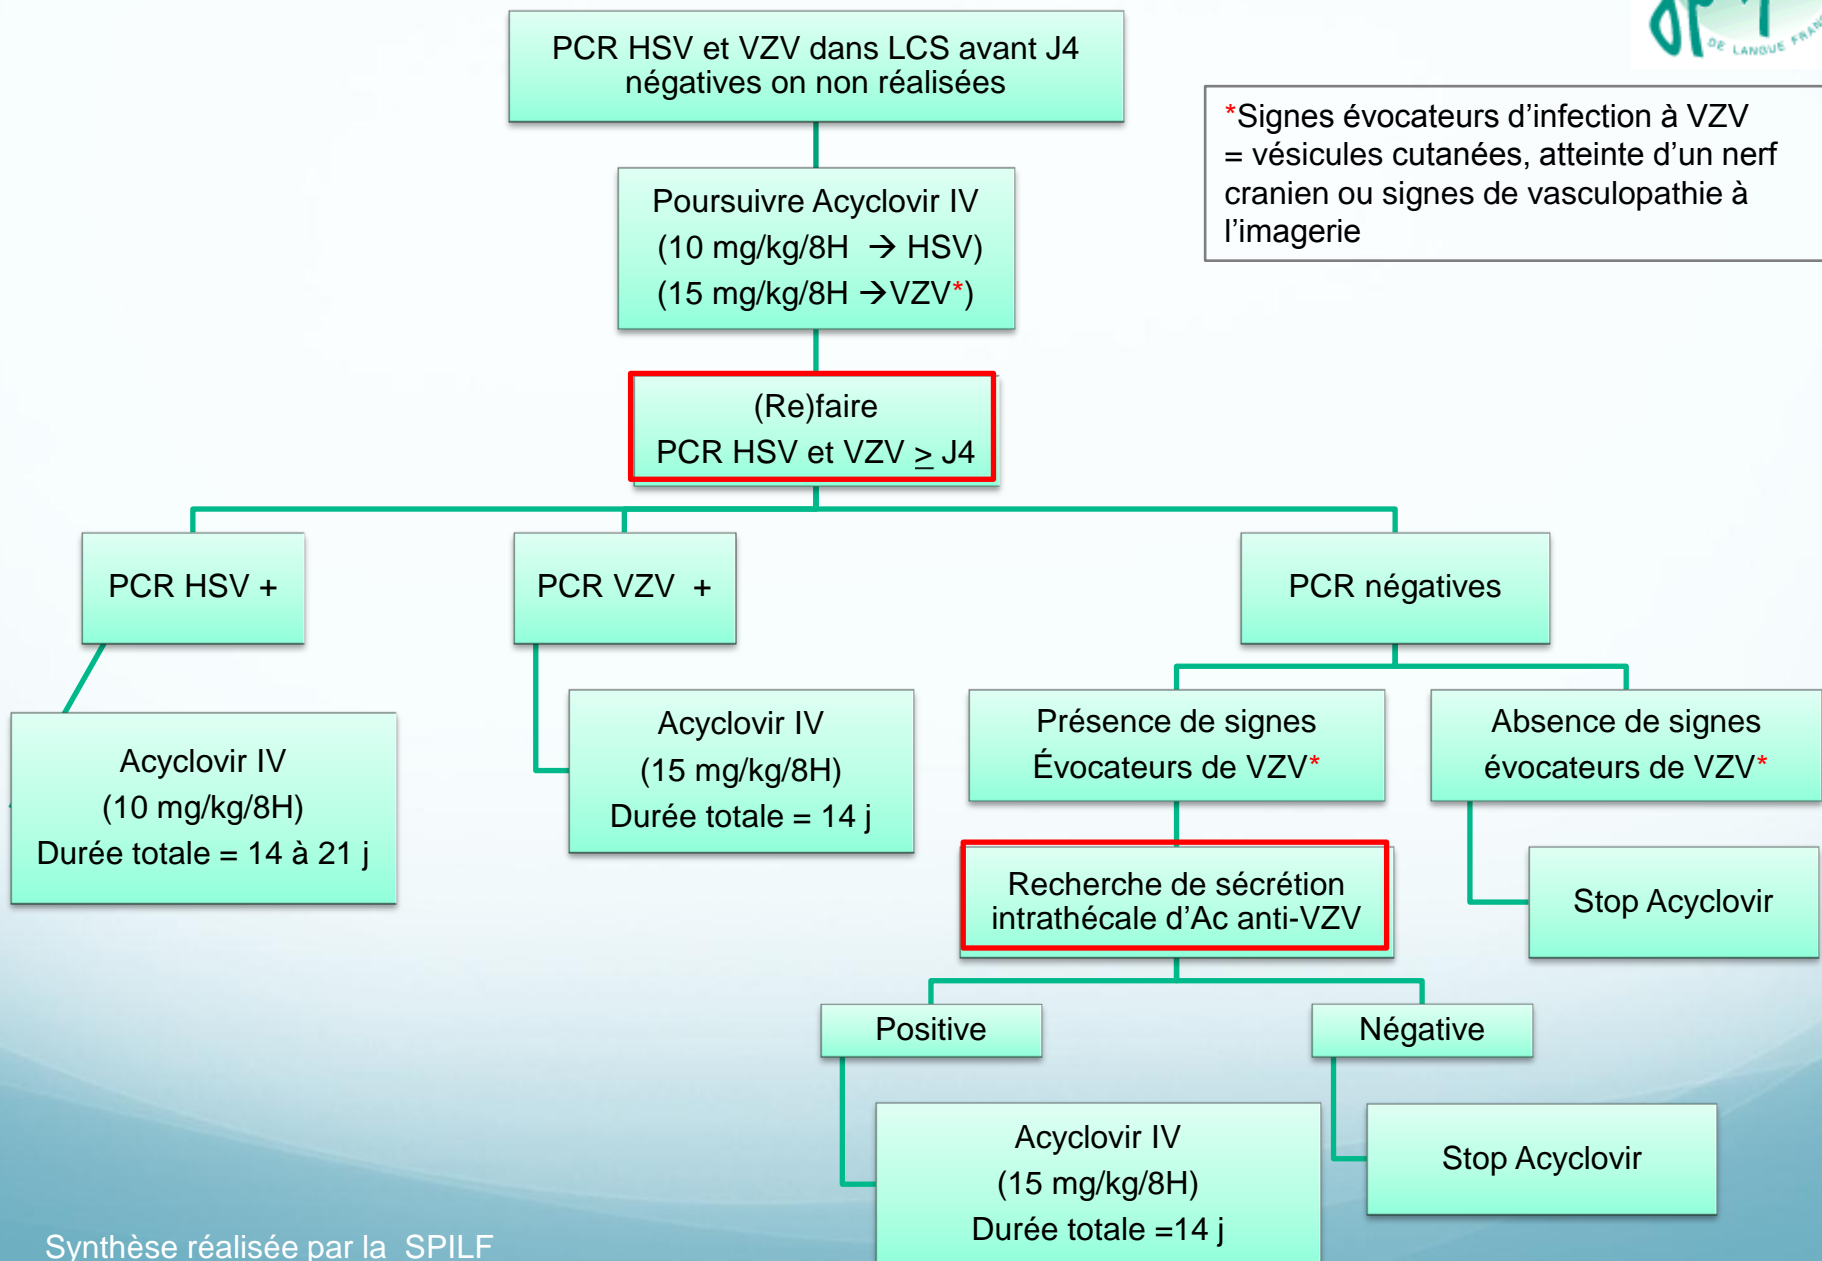 DE LANGUE FRAN
PCR HSV et VZV dans LCS avant J4
négatives on non réalisées
*Signes évocateurs d’infection à VZV
= vésicules cutanées, atteinte d’un nerf
cranien ou signes de vasculopathie à
l’imagerie
Poursuivre Acyclovir IV
(10 mg/kg/8H → HSV)
(15 mg/kg/8H →VZV*)
(Re)faire
PCR HSV et VZV ≥ J4
PCR HSV +
PCR VZV +
PCR négatives
Acyclovir IV
(10 mg/kg/8H)
Durée totale = 14 à 21 j
Acyclovir IV
(15 mg/kg/8H)
Durée totale = 14 j
Présence de signes
Évocateurs de VZV*
Absence de signes
évocateurs de VZV*
Recherche de sécrétion
intrathécale d’Ac anti-VZV
Stop Acyclovir
Positive
Négative
Acyclovir IV
(15 mg/kg/8H)
Durée totale =14 j
Stop Acyclovir
Synthèse réalisée par la SPILF